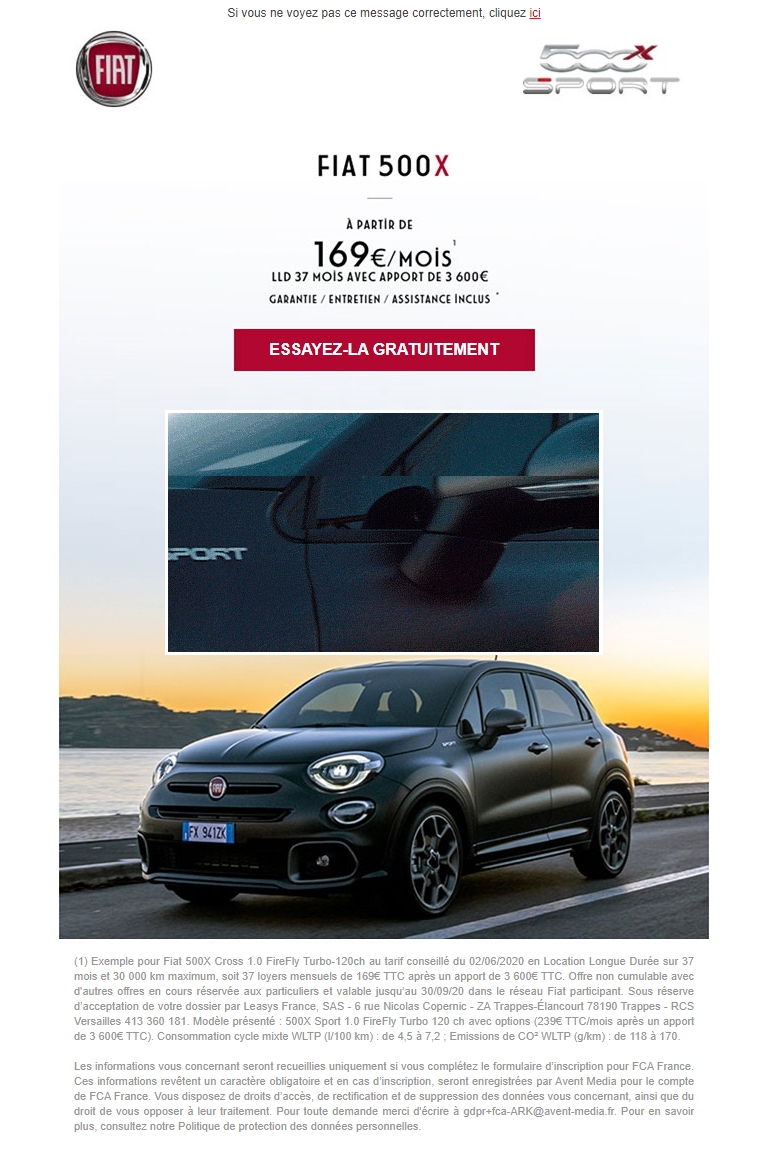 Si vous ne voyez pas ce message correctement, cliquez ici
FIAT
500X
SPORT
FIAT 500X
À PARTIR DE
169€/MOIS¹
LLD 37 MOIS AVEC APPORT DE 3 600€
GARANTIE / ENTRETIEN / ASSISTANCE INCLUS *
ESSAYEZ-LA GRATUITEMENT
SPORT
SPORT
FIAT
FX 941ZK
(1) Exemple pour Fiat 500X Cross 1.0 FireFly Turbo-120ch au tarif conseillé du 02/06/2020 en Location Longue Durée sur 37
mois et 30 000 km maximum, soit 37 loyers mensuels de 169€ TTC après un apport de 3 600€ TTC. Offre non cumulable avec
d'autres offres en cours réservée aux particuliers et valable jusqu'au 30/09/20 dans le réseau Fiat participant. Sous réserve
d'acceptation de votre dossier par Leasys France, SAS - 6 rue Nicolas Copernic - ZA Trappes-Élancourt 78190 Trappes - RCS
Versailles 413 360 181. Modèle présenté : 500X Sport 1.0 FireFly Turbo 120 ch avec options (239€ TTC/mois après un apport
de 3 600€ TTC). Consommation cycle mixte WLTP (l/100 km) : de 4,5 à 7,2 ; Emissions de CO² WLTP (g/km) : de 118 à 170.
Les informations vous concernant seront recueillies uniquement si vous complétez le formulaire d'inscription pour FCA France.
Ces informations revêtent un caractère obligatoire et en cas d'inscription, seront enregistrées par Avent Media pour le compte
de FCA France. Vous disposez de droits d'accès, de rectification et de suppression des données vous concernant, ainsi que du
droit de vous opposer à leur traitement. Pour toute demande merci d'écrire à gdpr+fca-ARK@avent-media.fr. Pour en savoir
plus, consultez notre Politique de protection des données personnelles.